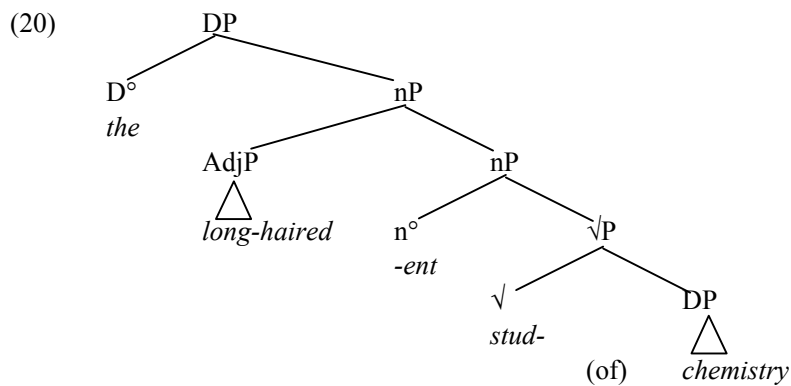 (20) DP
D° nP
the
AdjP nP
long-haired n° √P
-ent
√ DP
stud-
(of) chemistry